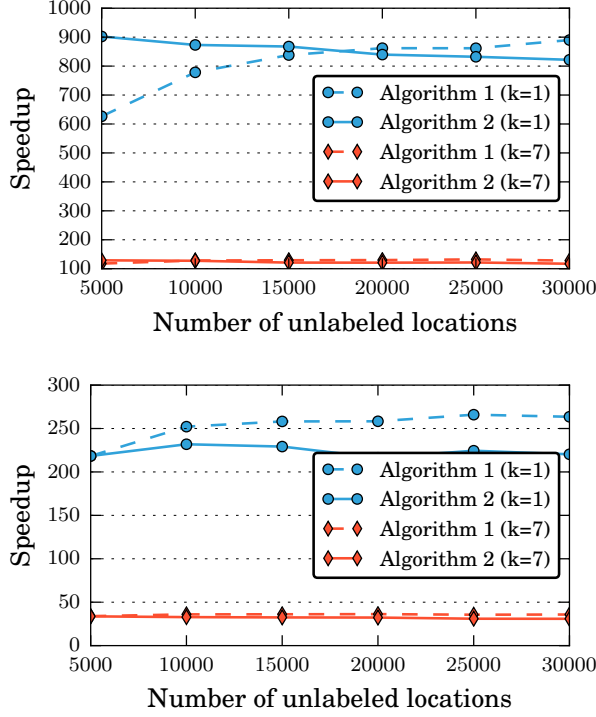 1000
900
800
700
600
500
400
300
200
100
Speedup
Algorithm 1 (k=1)
Algorithm 2 (k=1)
Algorithm 1 (k=7)
Algorithm 2 (k=7)
5000 10000 15000 20000 25000 30000
Number of unlabeled locations
300
250
200
150
100
50
0
Speedup
Algorithm 1 (k=1)
Algorithm 2 (k=1)
Algorithm 1 (k=7)
Algorithm 2 (k=7)
5000 10000 15000 20000 25000 30000
Number of unlabeled locations